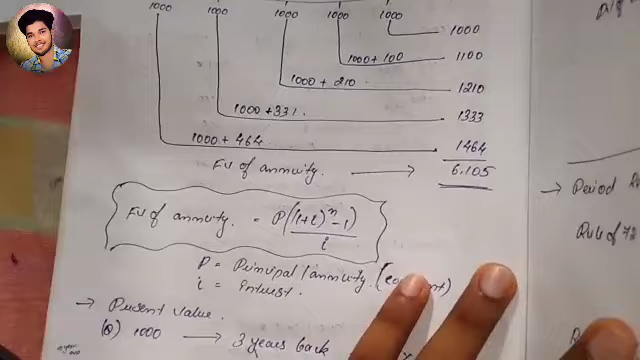 1000 1000 1000 1000 1000
1000
1000 + 100 1100
1000 + 210 1210
1000 + 331 1333
1000 + 464 1464
FV of annuity. → 6,105
FV of annuity. = P((1+i)^n - 1) / i
P = Principal / annuity.
i = Interest.
→ Present value.
(Q) 1000 → 3 years back
→ Period
Rule of 72